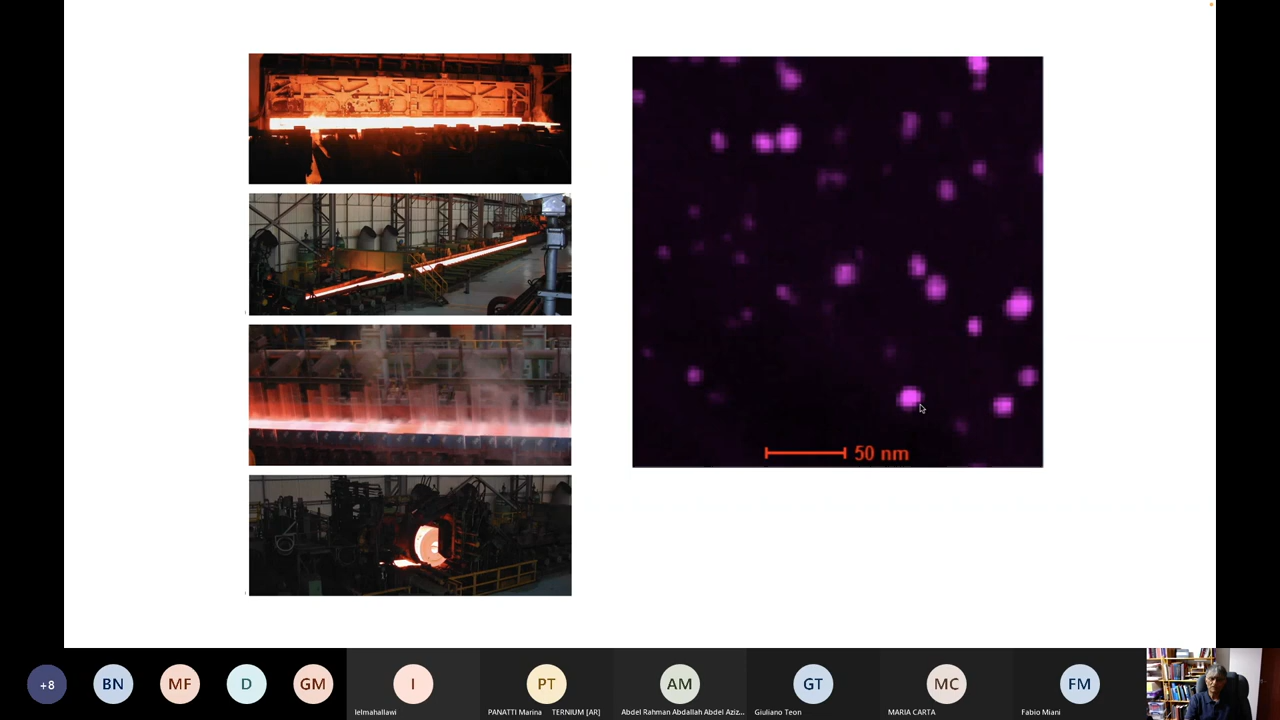 50 nm
+8
BN
MF
D
GM
I
lelmahallawi
PT
PANATTI Marina TERNIUM [AR]
AM
Abdel Rahman Abdallah Abdel Aziz...
GT
Giuliano Teon
MC
MARIA CARTA
FM
Fabio Miani